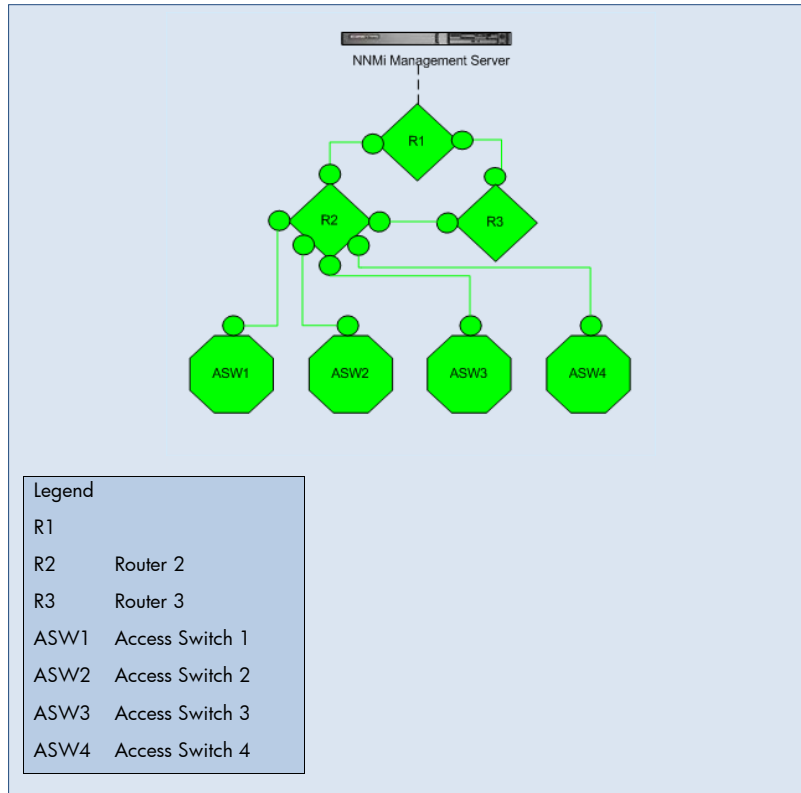 NNMi Management Server
R1
R2
R3
ASW1
ASW2
ASW3
ASW4
Legend
R1
R2 Router 2
R3 Router 3
ASW1 Access Switch 1
ASW2 Access Switch 2
ASW3 Access Switch 3
ASW4 Access Switch 4